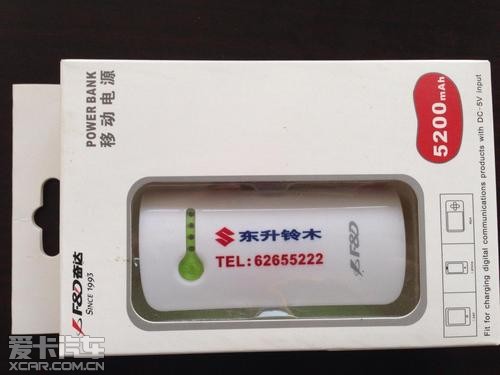 POWER BANK
移动电源
5200mAh
F&D奋达
SINCE 1993
东升铃木
TEL:62655222
F&D
Fit for charging digital communications products with DC-5V input
爱卡汽车
XCAR.COM.CN